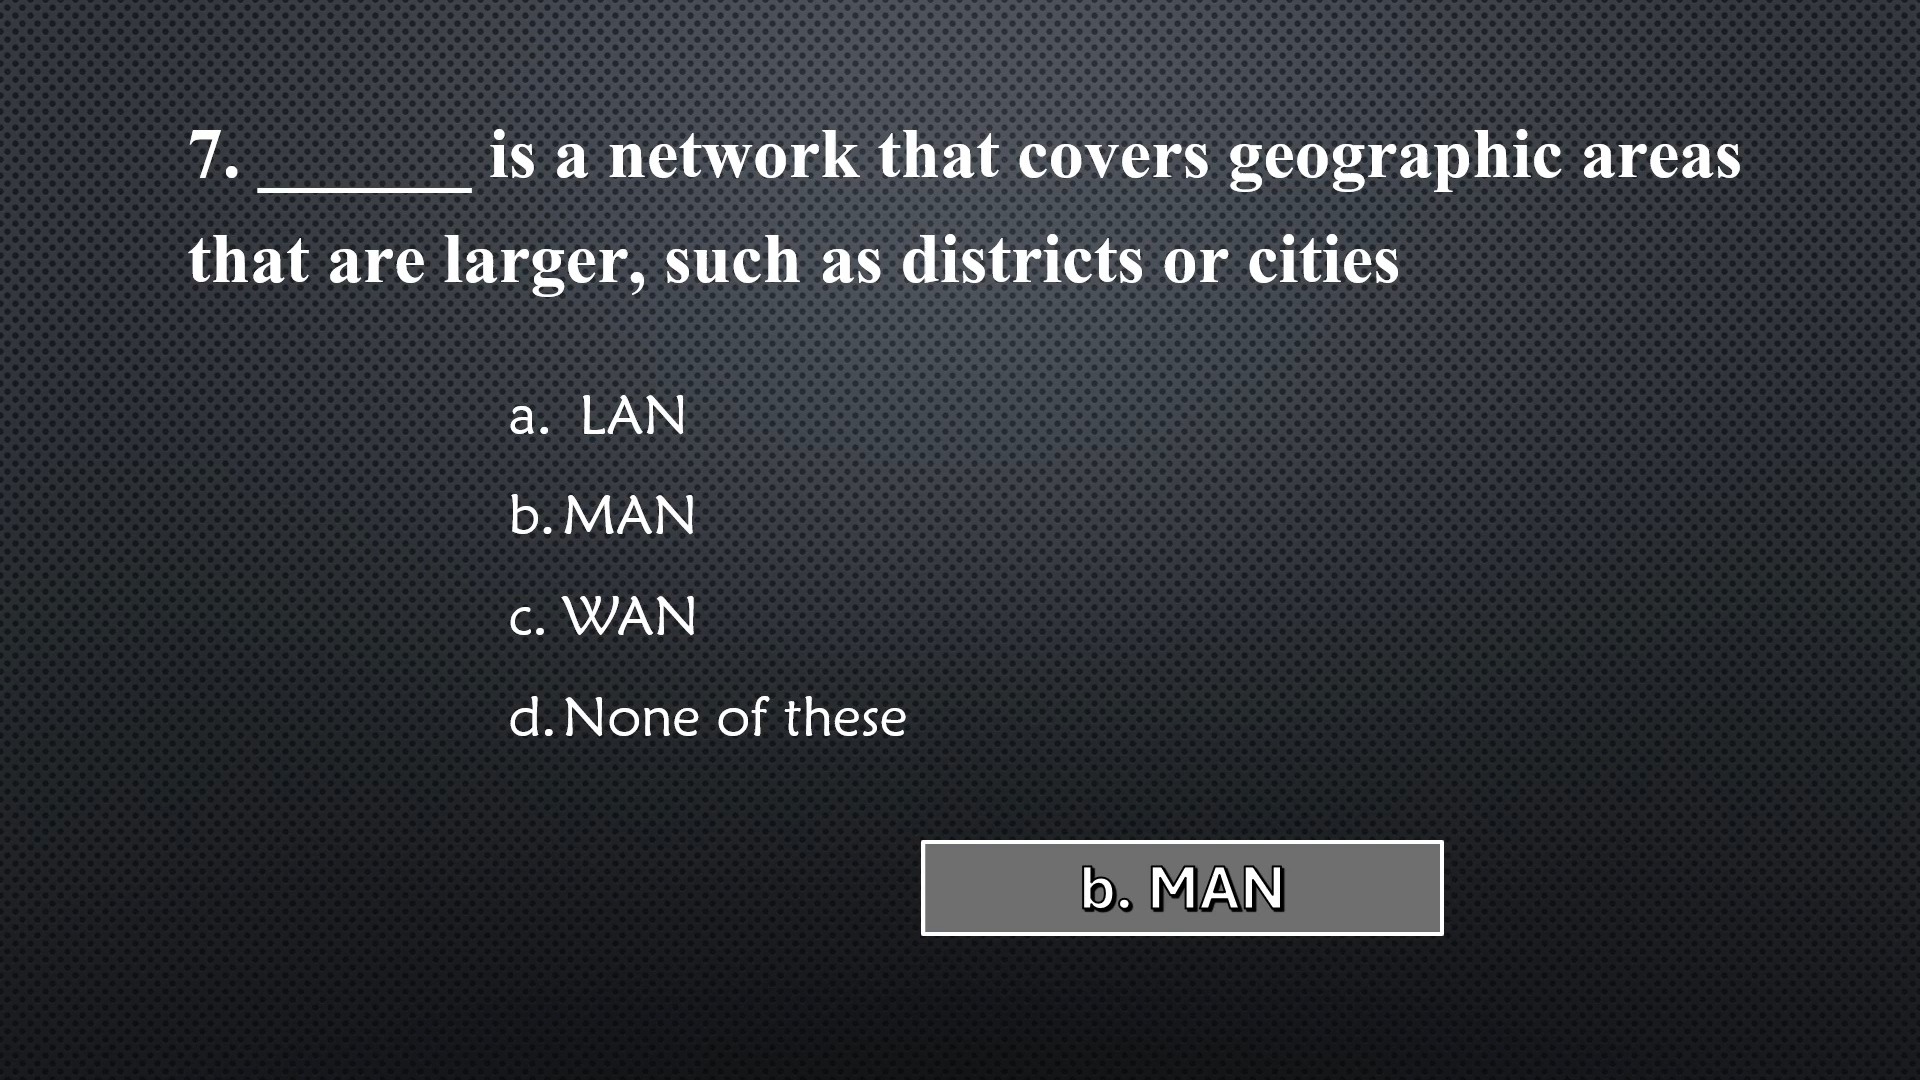 7. ______ is a network that covers geographic areas
that are larger, such as districts or cities
a. LAN
b. MAN
c. WAN
d. None of these
b. MAN